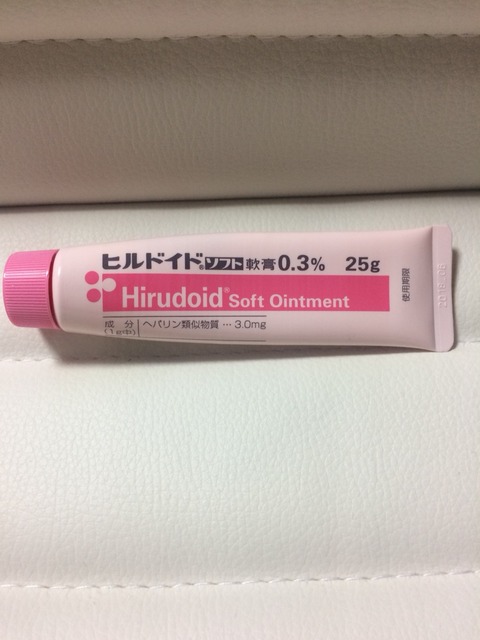 ヒルドイド®ソフト軟膏0.3% 25g
Hirudoid® Soft Ointment
成分(1g中) ヘパリン類似物質…3.0mg
使用期限